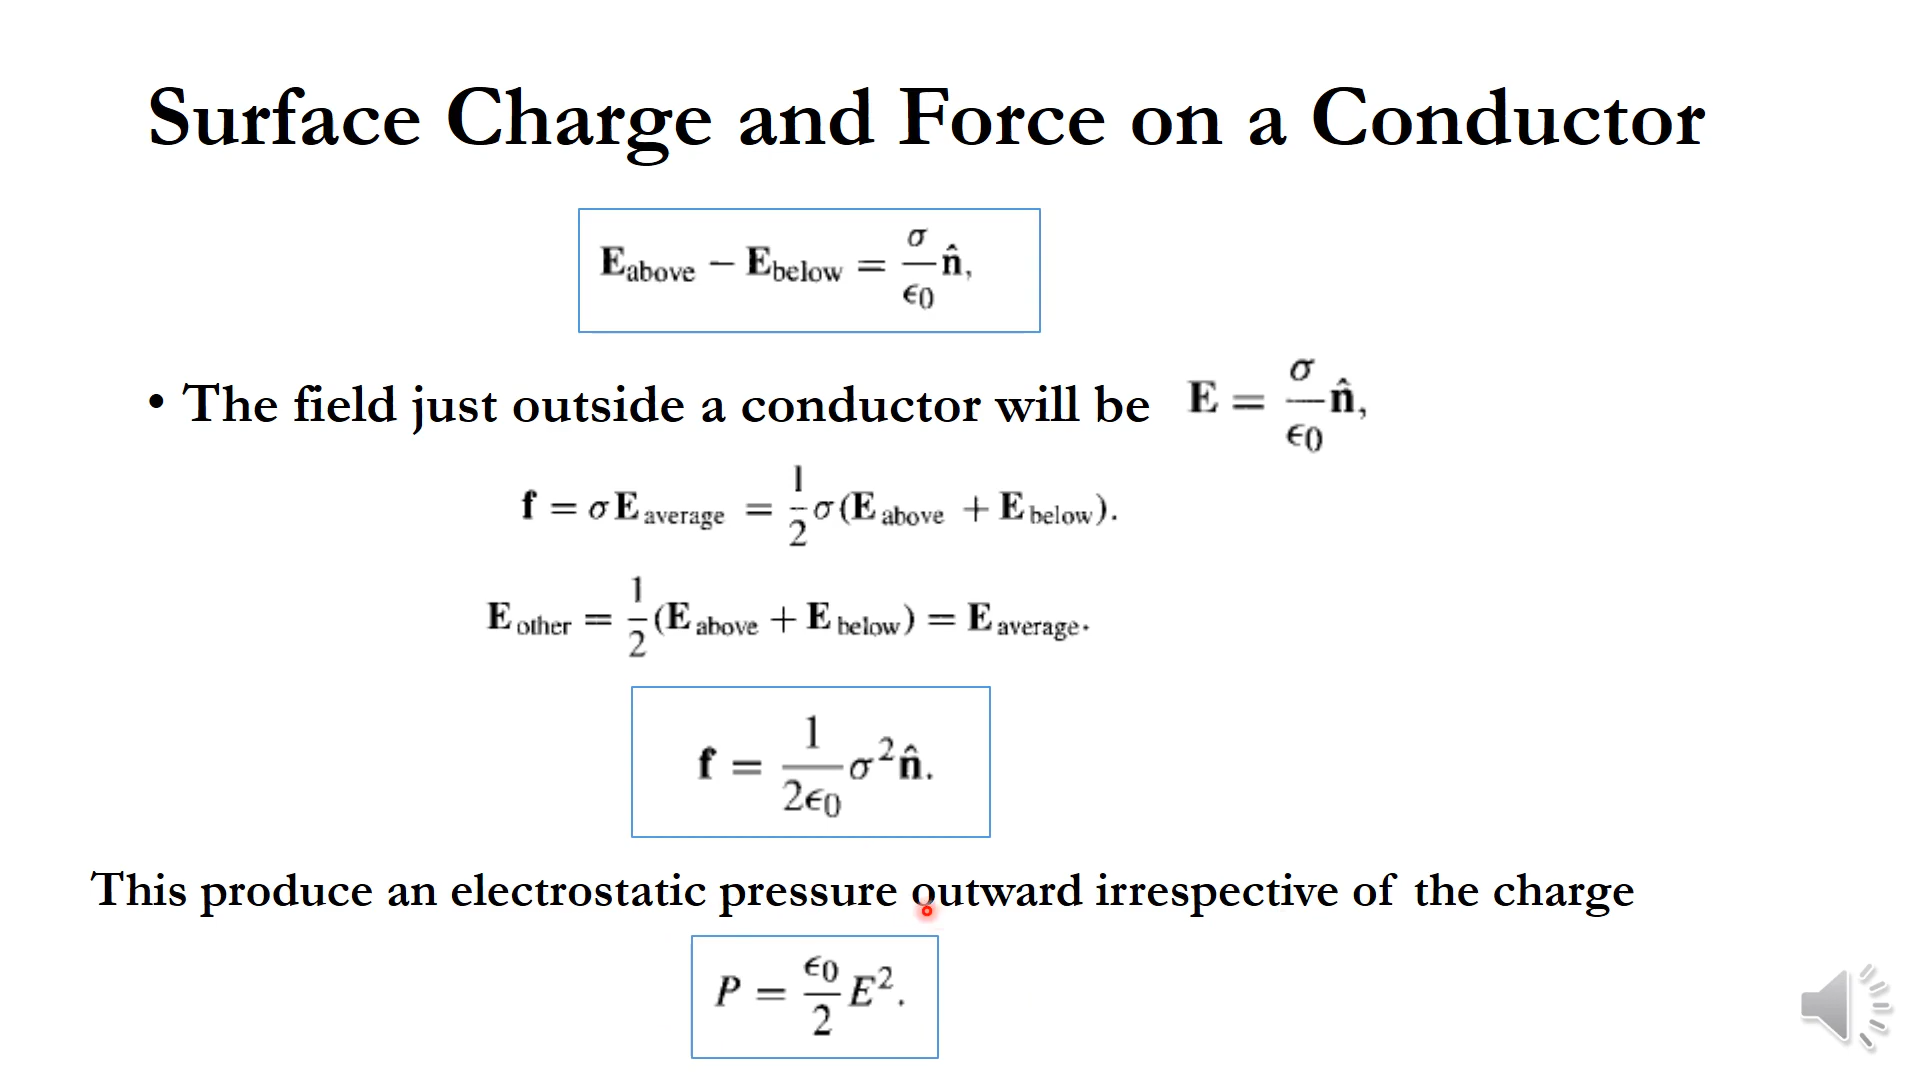 Surface Charge and Force on a Conductor
E_above − E_below = σ/ϵ₀ n̂,
• The field just outside a conductor will be E = σ/ϵ₀ n̂,
f = σE_average = 1/2 σ(E_above + E_below).
E_other = 1/2 (E_above + E_below) = E_average.
f = 1/2ϵ₀ σ² n̂.
This produce an electrostatic pressure outward irrespective of the charge
P = ϵ₀/2 E².